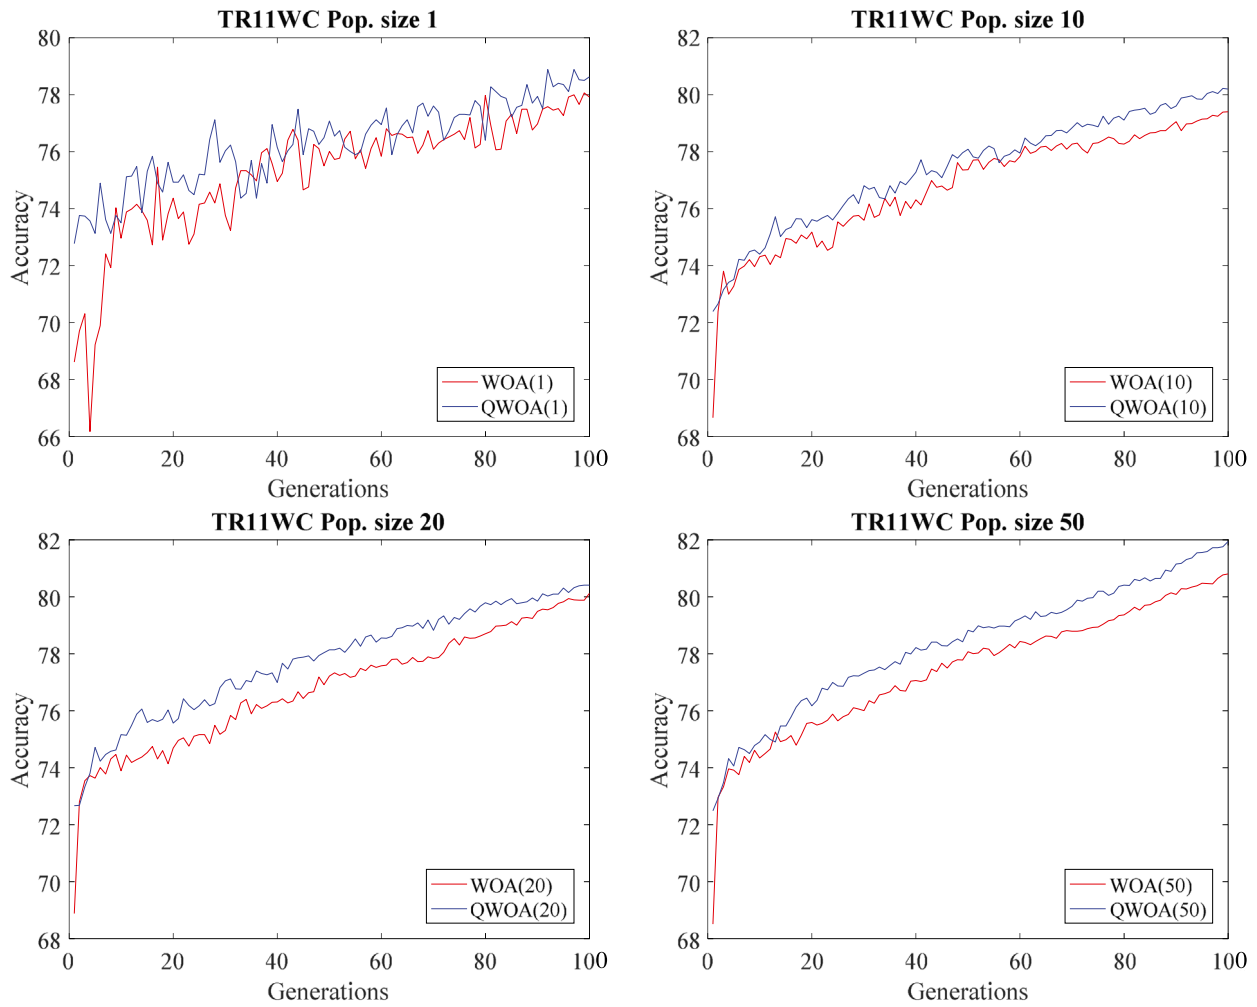 TR11WC Pop. size 1
80
78
76
74
72
70
68
66
Accuracy
0 20 40 60 80 100
Generations
WOA(1)
QWOA(1)
TR11WC Pop. size 10
82
80
78
76
74
72
70
68
Accuracy
0 20 40 60 80 100
Generations
WOA(10)
QWOA(10)
TR11WC Pop. size 20
82
80
78
76
74
72
70
68
Accuracy
0 20 40 60 80 100
Generations
WOA(20)
QWOA(20)
TR11WC Pop. size 50
82
80
78
76
74
72
70
68
Accuracy
0 20 40 60 80 100
Generations
WOA(50)
QWOA(50)